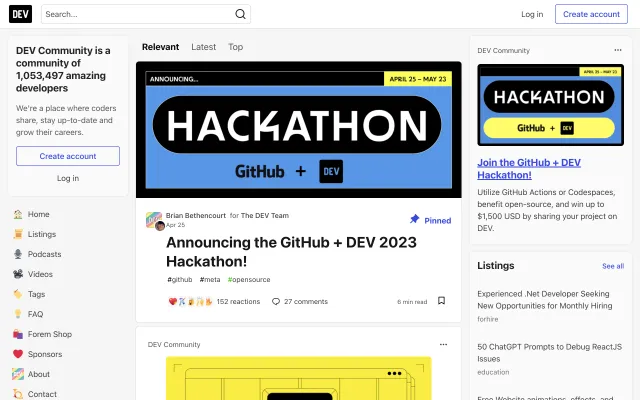 DEV
Search...
Log in
Create account
DEV Community is a
community of
1,053,497 amazing
developers
We're a place where coders
share, stay up-to-date and
grow their careers.
Create account
Log in
Home
Listings
Podcasts
Videos
Tags
FAQ
Forem Shop
Sponsors
About
Contact
Relevant
Latest
Top
ANNOUNCING...
APRIL 25 – MAY 23
HACKATHON
GitHub + DEV
Brian Bethencourt for The DEV Team
Apr 25
Pinned
Announcing the GitHub + DEV 2023
Hackathon!
#github #meta #opensource
152 reactions
27 comments
6 min read
DEV Community
DEV Community
APRIL 25 – MAY 23
HACKATHON
GitHub + DEV
Join the GitHub + DEV
Hackathon!
Utilize GitHub Actions or Codespaces,
benefit open-source, and win up to
$1,500 USD by sharing your project on
DEV.
Listings
See all
Experienced .Net Developer Seeking
New Opportunities for Monthly Hiring
forhire
50 ChatGPT Prompts to Debug ReactJS
Issues
education
Free Website animations, effects, and